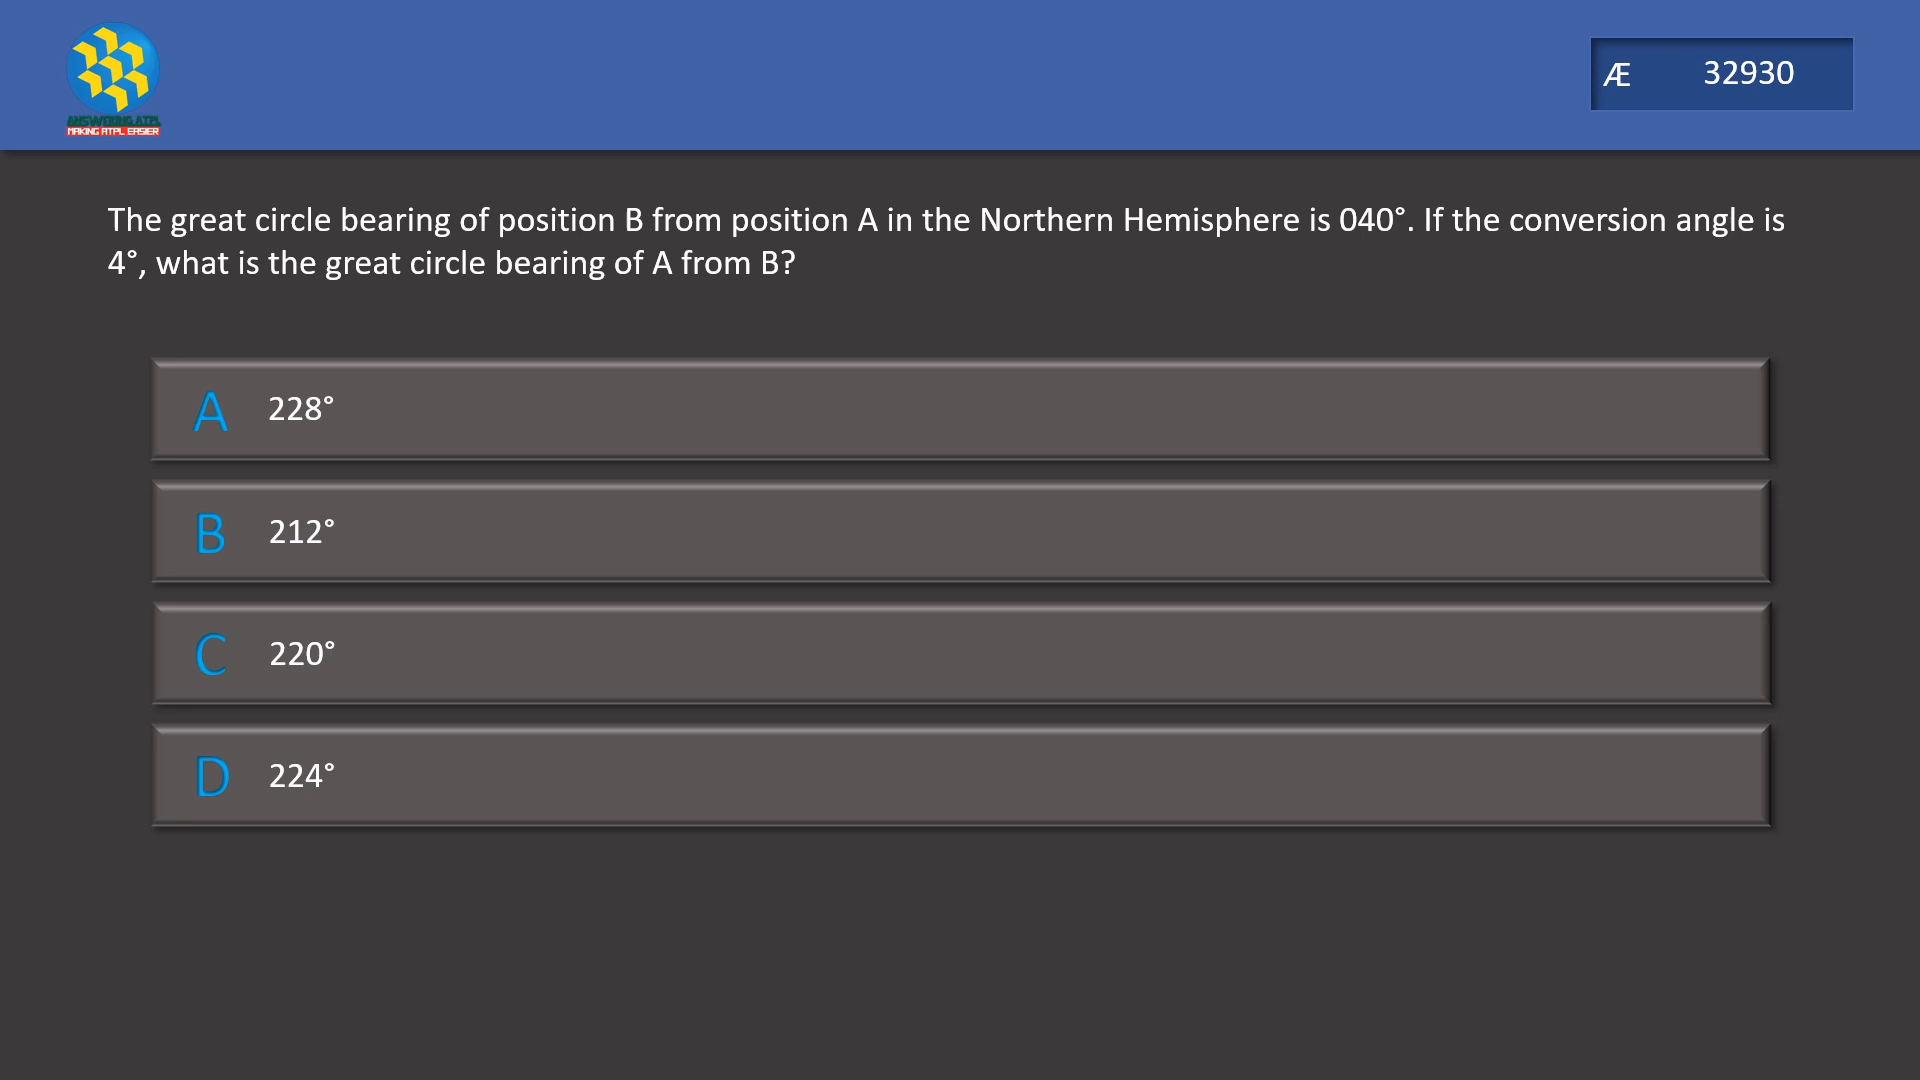 ANSWERING ATPL
MAKING ATPL EASIER
Æ 32930
The great circle bearing of position B from position A in the Northern Hemisphere is 040°. If the conversion angle is
4°, what is the great circle bearing of A from B?
A 228°
B 212°
C 220°
D 224°